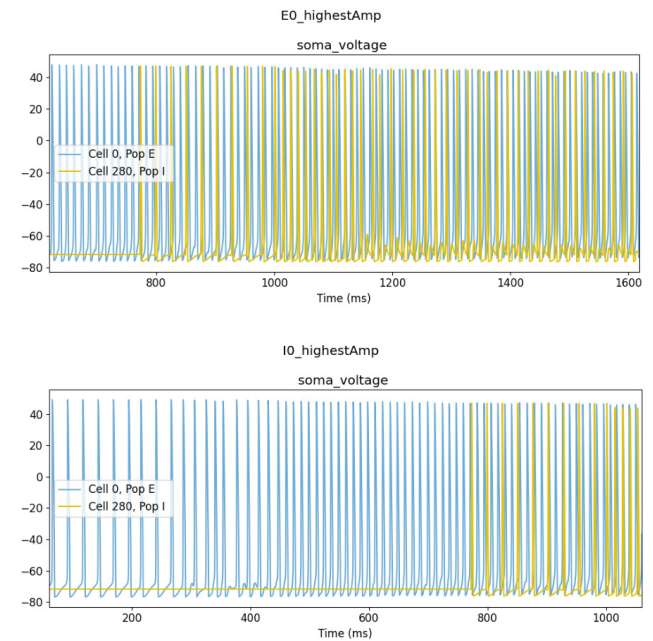 E0_highestAmp
soma_voltage
40
20
0
−20
−40
−60
−80
Cell 0, Pop E
Cell 280, Pop I
800
1000
1200
1400
1600
Time (ms)
I0_highestAmp
soma_voltage
40
20
0
−20
−40
−60
−80
Cell 0, Pop E
Cell 280, Pop I
200
400
600
800
1000
Time (ms)